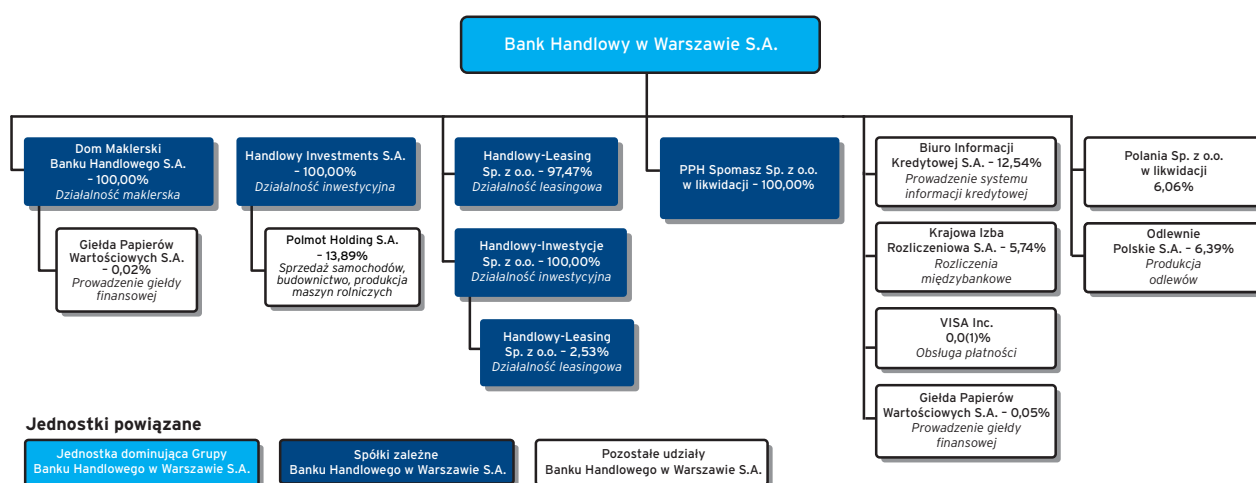 Bank Handlowy w Warszawie S.A.
Dom Maklerski
Banku Handlowego S.A.
– 100,00%
Działalność maklerska
Giełda Papierów
Wartościowych S.A.
– 0,02%
Prowadzenie giełdy
finansowej
Handlowy Investments S.A.
– 100,00%
Działalność inwestycyjna
Polmot Holding S.A.
– 13,89%
Sprzedaż samochodów,
budownictwo, produkcja
maszyn rolniczych
Handlowy-Leasing
Sp. z o.o. – 97,47%
Działalność leasingowa
Handlowy-Inwestycje
Sp. z o.o. – 100,00%
Działalność inwestycyjna
Handlowy-Leasing
Sp. z o.o. – 2,53%
Działalność leasingowa
PPH Spomasz Sp. z o.o.
w likwidacji – 100,00%
Biuro Informacji
Kredytowej S.A. – 12,54%
Prowadzenie systemu
informacji kredytowej
Krajowa Izba
Rozliczeniowa S.A. – 5,74%
Rozliczenia
międzybankowe
VISA Inc.
0,0(1)%
Obsługa płatności
Giełda Papierów
Wartościowych S.A. – 0,05%
Prowadzenie giełdy
finansowej
Polania Sp. z o.o.
w likwidacji
6,06%
Odlewnie
Polskie S.A. – 6,39%
Produkcja
odlewów
Jednostki powiązane
Jednostka dominująca Grupy
Banku Handlowego w Warszawie S.A.
Spółki zależne
Banku Handlowego w Warszawie S.A.
Pozostałe udziały
Banku Handlowego w Warszawie S.A.